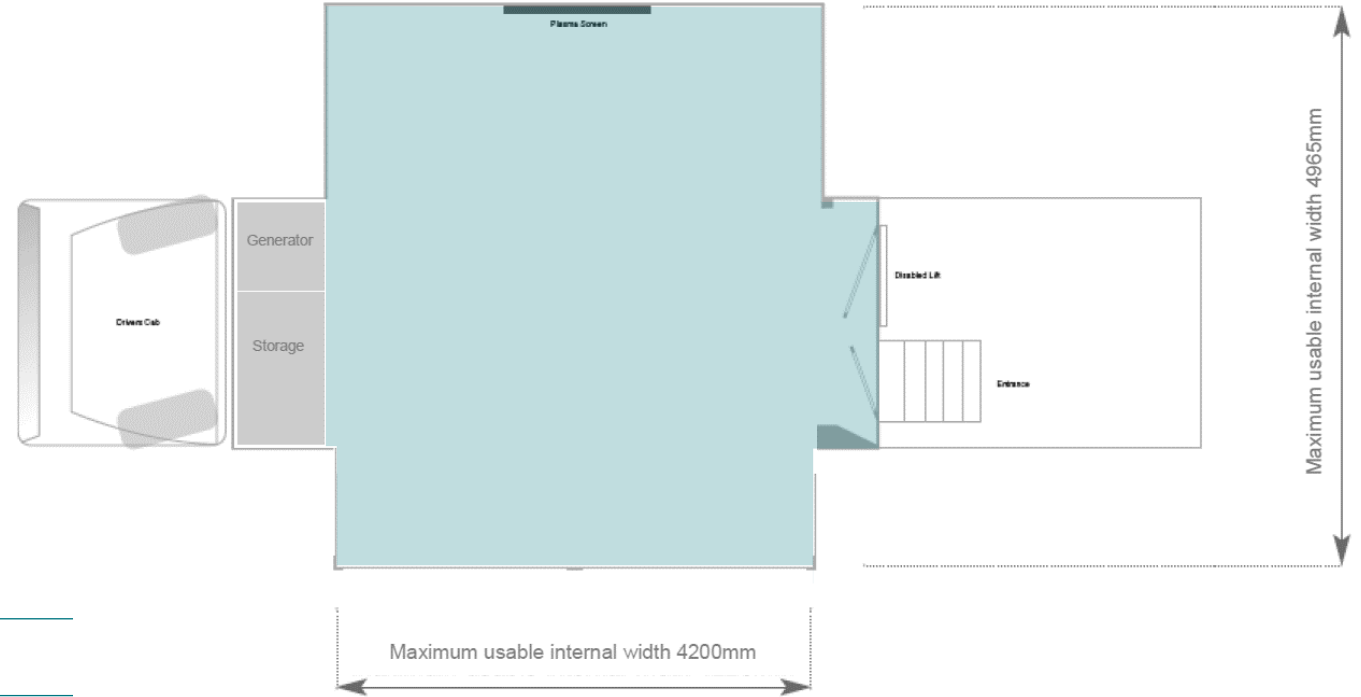 Plasma Screen
Generator
Disabled Lift
Drivers Cab
Storage
Entrance
Maximum usable internal width 4965mm
Maximum usable internal width 4200mm